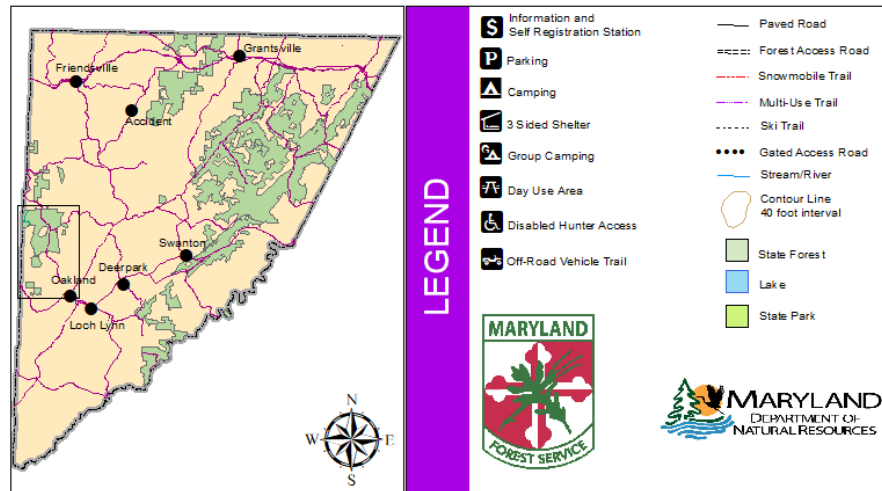 Grantsville
Friendsville
Accident
Swanton
Deerpark
Oakland
Loch Lynn
N
W
E
S
LEGEND
Information and
Self Registration Station
Parking
Camping
3 Sided Shelter
Group Camping
Day Use Area
Disabled Hunter Access
Off-Road Vehicle Trail
MARYLAND
FOREST SERVICE
Paved Road
Forest Access Road
Snowmobile Trail
Multi-Use Trail
Ski Trail
Gated Access Road
Stream/River
Contour Line
40 foot interval
State Forest
Lake
State Park
MARYLAND
DEPARTMENT OF
NATURAL RESOURCES
$
P